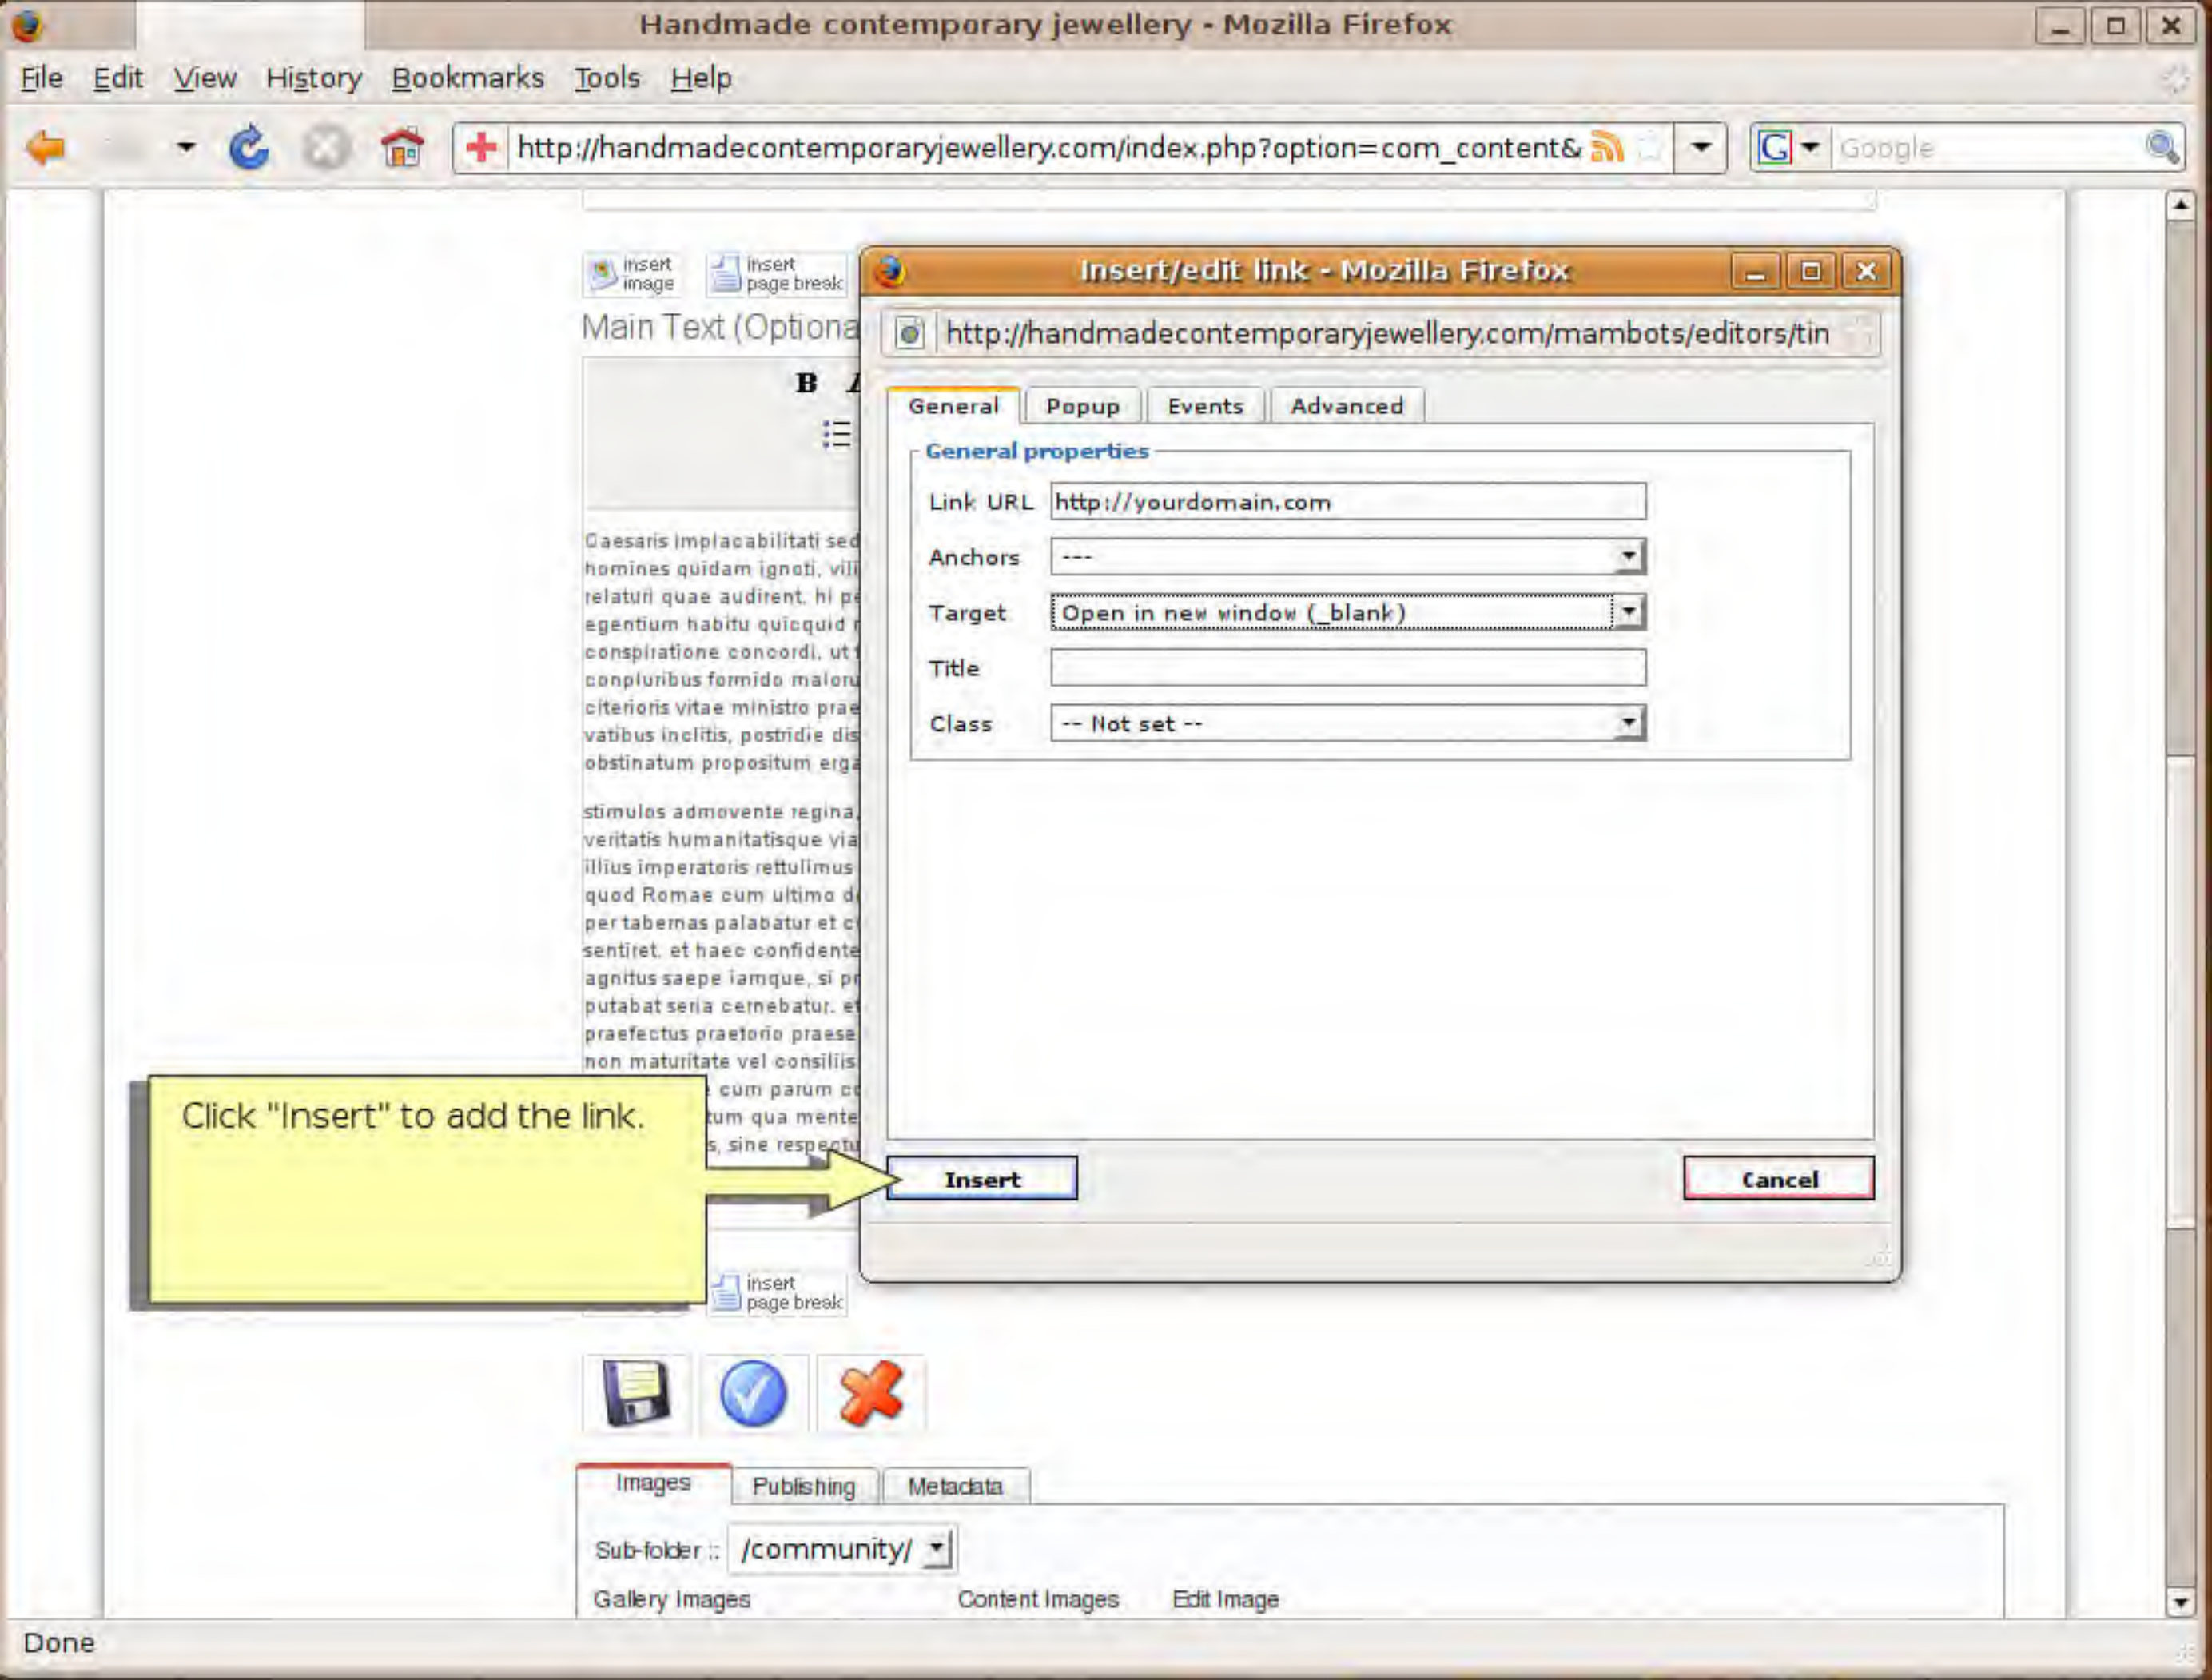 Handmade contemporary jewellery - Mozilla Firefox
File Edit View History Bookmarks Tools Help
http://handmadecontemporaryjewellery.com/index.php?option=com_content&
G Google
insert image
insert page break
Main Text (Optiona
B
Insert/edit link - Mozilla Firefox
http://handmadecontemporaryjewellery.com/mambots/editors/tin
General Popup Events Advanced
General properties
Link URL http://yourdomain.com
Anchors ---
Target Open in new window (_blank)
Title
Class -- Not set --
Caesaris implacabilitati sed
homines quidam ignoti, vili
relaturi quae audirent, hi pe
egentium habitu quicquid r
conspiratione concordi, ut f
conpluribus formido maloru
citerioris vitae ministro prae
vatibus inclitis, postridie dis
obstinatum propositum erga
stimulos admovente regina,
veritatis humanitatisque via
illius imperatoris rettulimus
quod Romae cum ultimo de
per tabernas palabatur et c
sentiret, et haec confidente
agnitus saepe iamque, si pr
putabat seria cernebatur. et
praefectus praetorio praese
non maturitate vel consiliis
cum parum co
tum qua mente
s, sine respectu
Click "Insert" to add the link.
Insert Cancel
insert page break
Images Publishing Metadata
Sub-folder :: /community/
Gallery Images Content Images Edit Image
Done